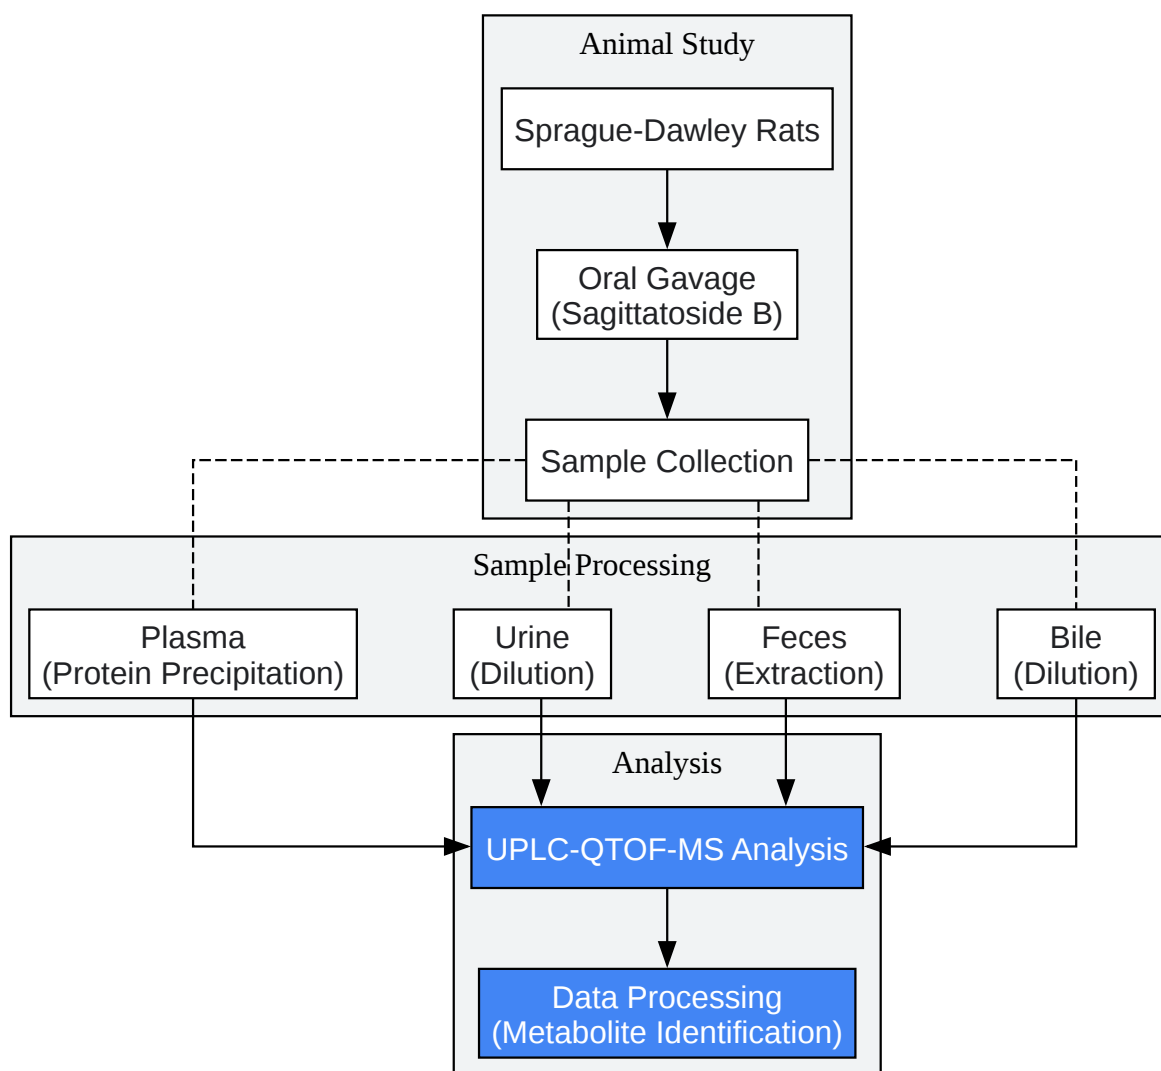 Animal Study
Sprague-Dawley Rats
Oral Gavage
(Sagittatoside B)
Sample Collection
Sample Processing
Plasma
(Protein Precipitation)
Urine
(Dilution)
Feces
(Extraction)
Bile
(Dilution)
Analysis
UPLC-QTOF-MS Analysis
Data Processing
(Metabolite Identification)